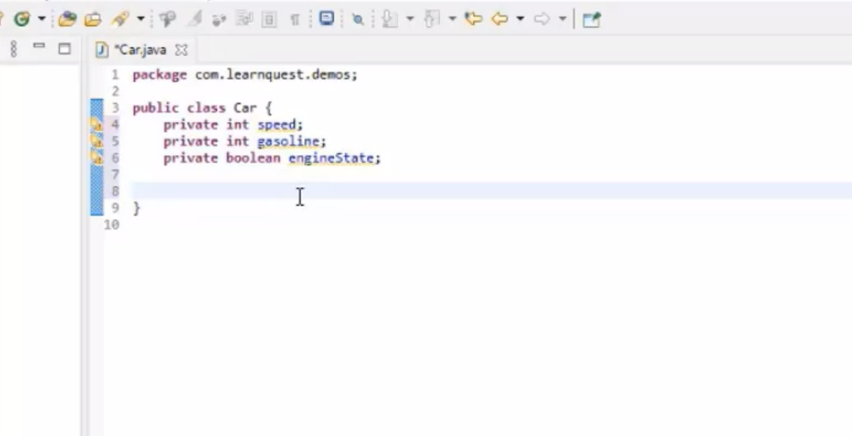 *Car.java
1 package com.learnquest.demos;
2
3 public class Car {
4 private int speed;
5 private int gasoline;
6 private boolean engineState;
7
8
9 }
10